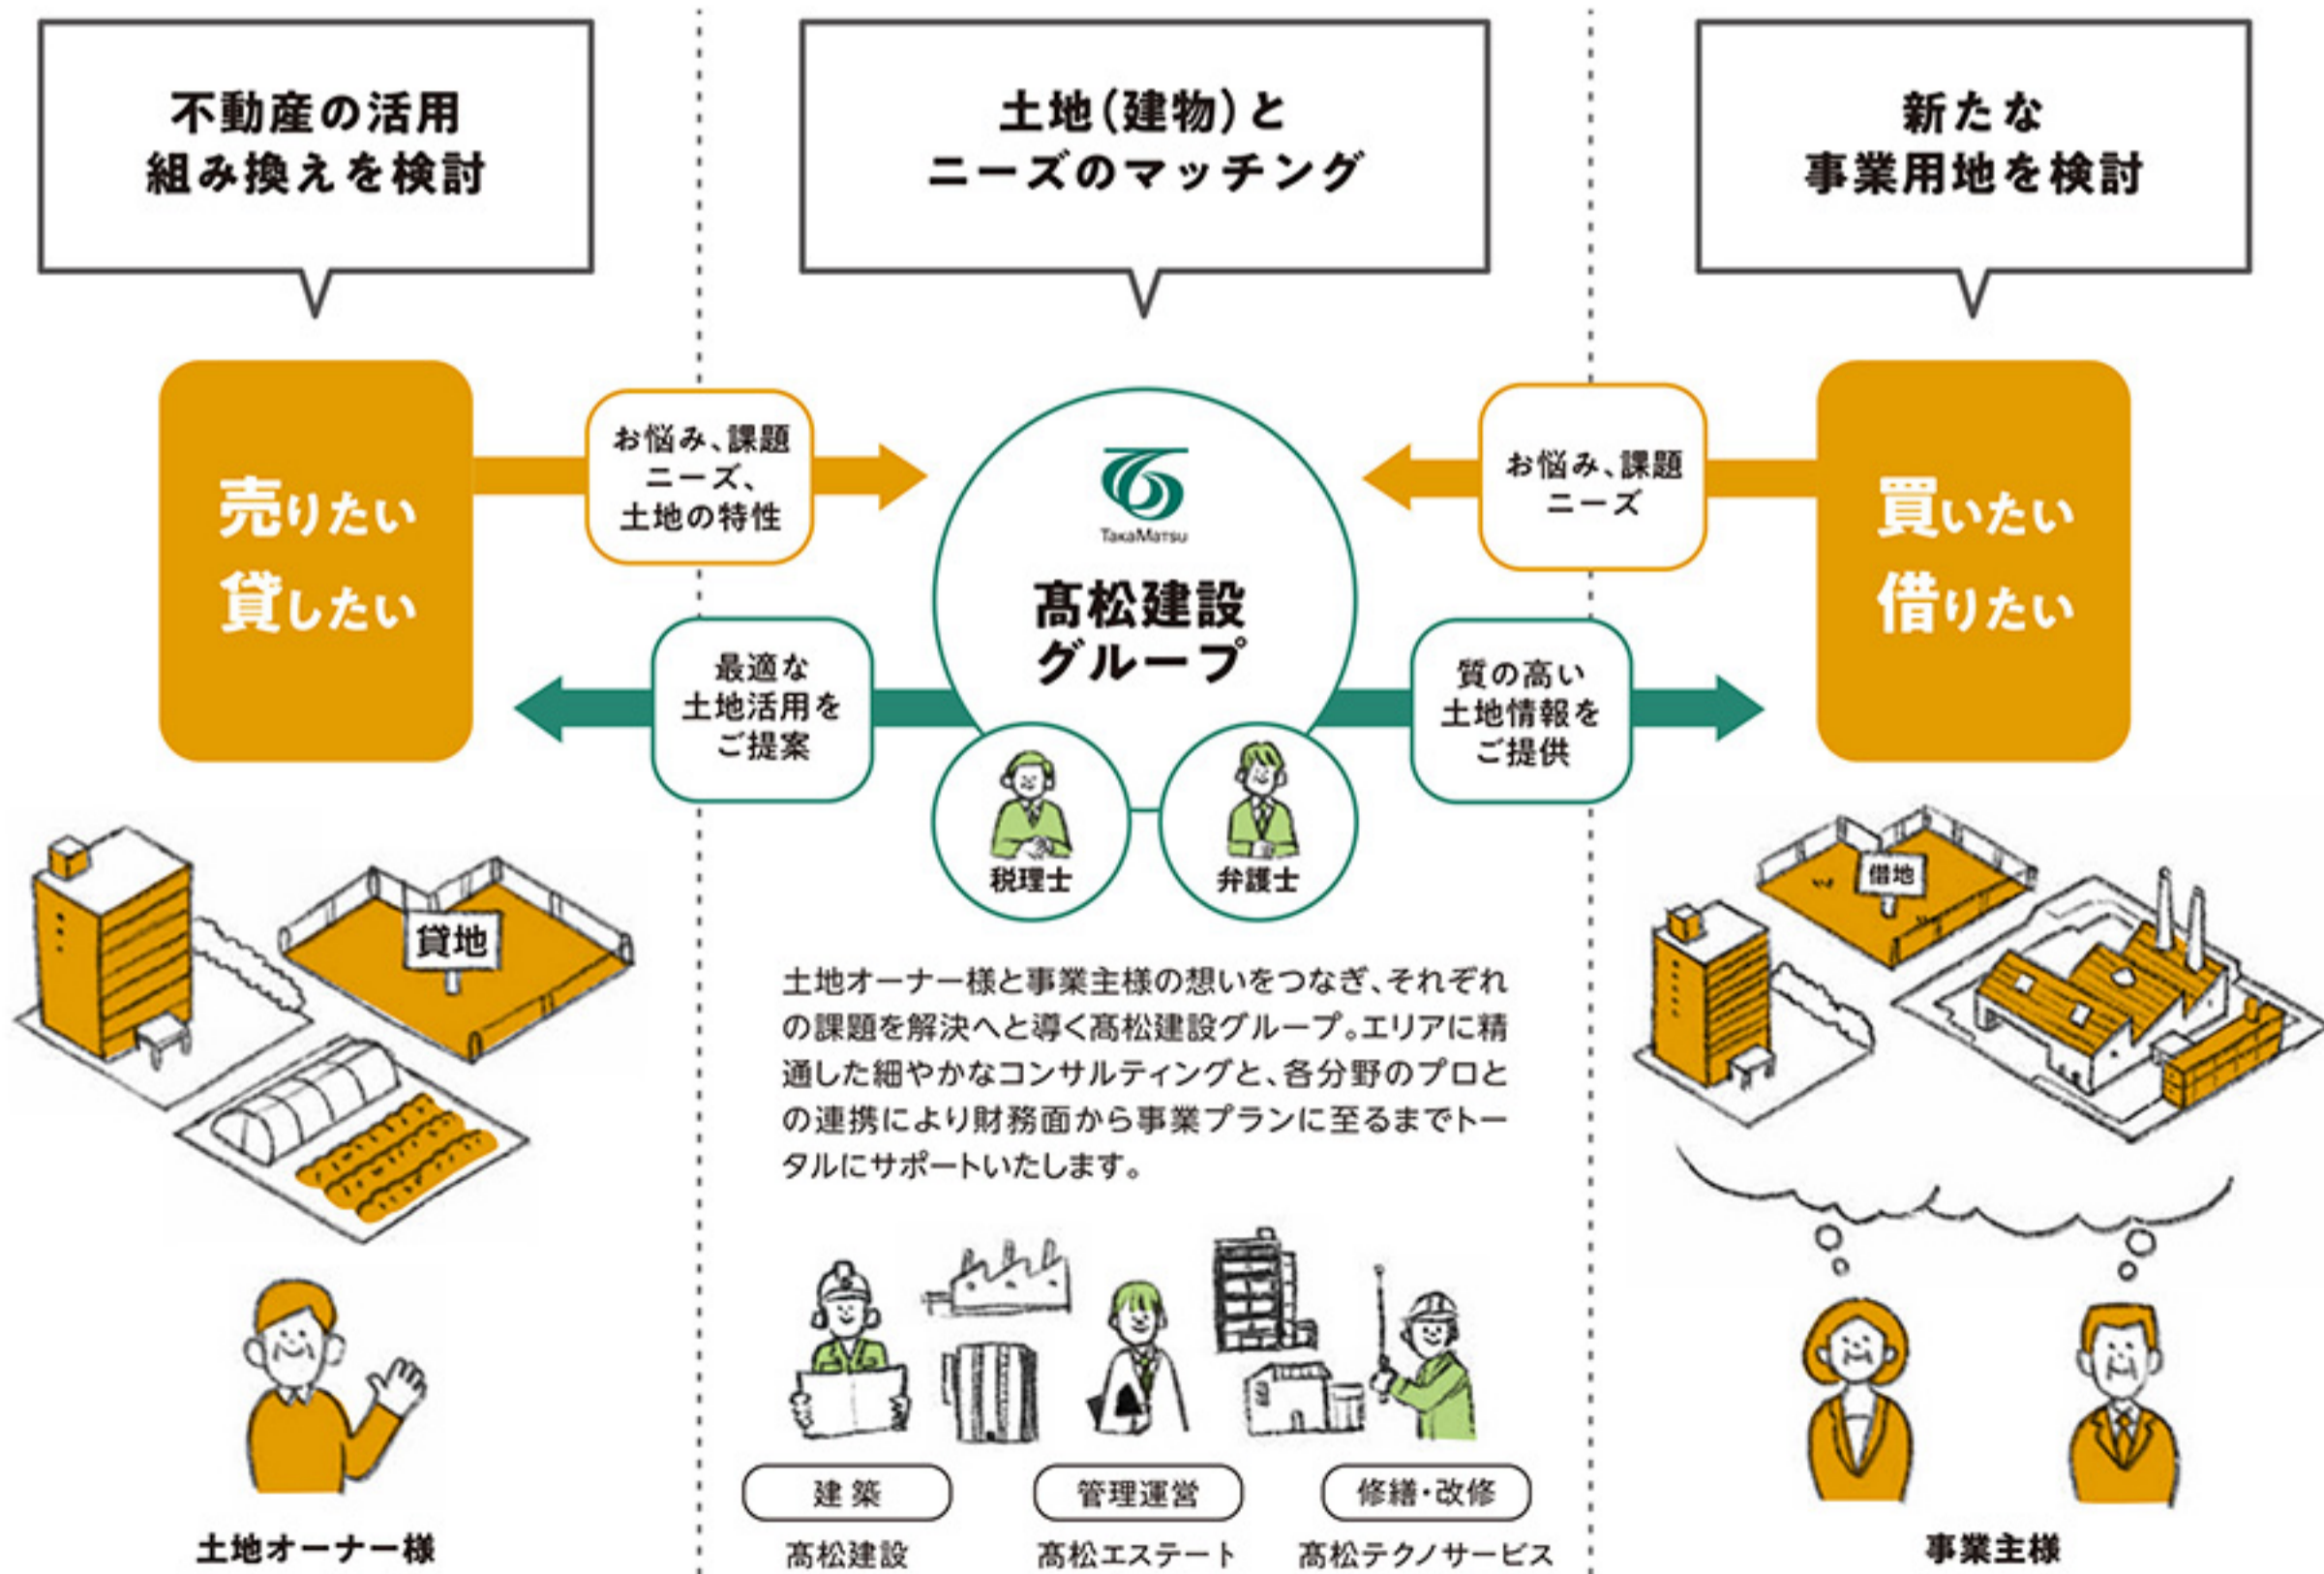 不動産の活用
組み換えを検討
土地(建物)と
ニーズのマッチング
新たな
事業用地を検討
売りたい
貸したい
お悩み、課題
ニーズ、
土地の特性
最適な
土地活用を
ご提案
TakaMatsu
髙松建設
グループ
税理士
弁護士
お悩み、課題
ニーズ
質の高い
土地情報を
ご提供
買いたい
借りたい
貸地
土地オーナー様
土地オーナー様と事業主様の想いをつなぎ、それぞれ
の課題を解決へと導く髙松建設グループ。エリアに精
通した細やかなコンサルティングと、各分野のプロと
の連携により財務面から事業プランに至るまでトー
タルにサポートいたします。
建築
髙松建設
管理運営
髙松エステート
修繕・改修
髙松テクノサービス
借地
事業主様